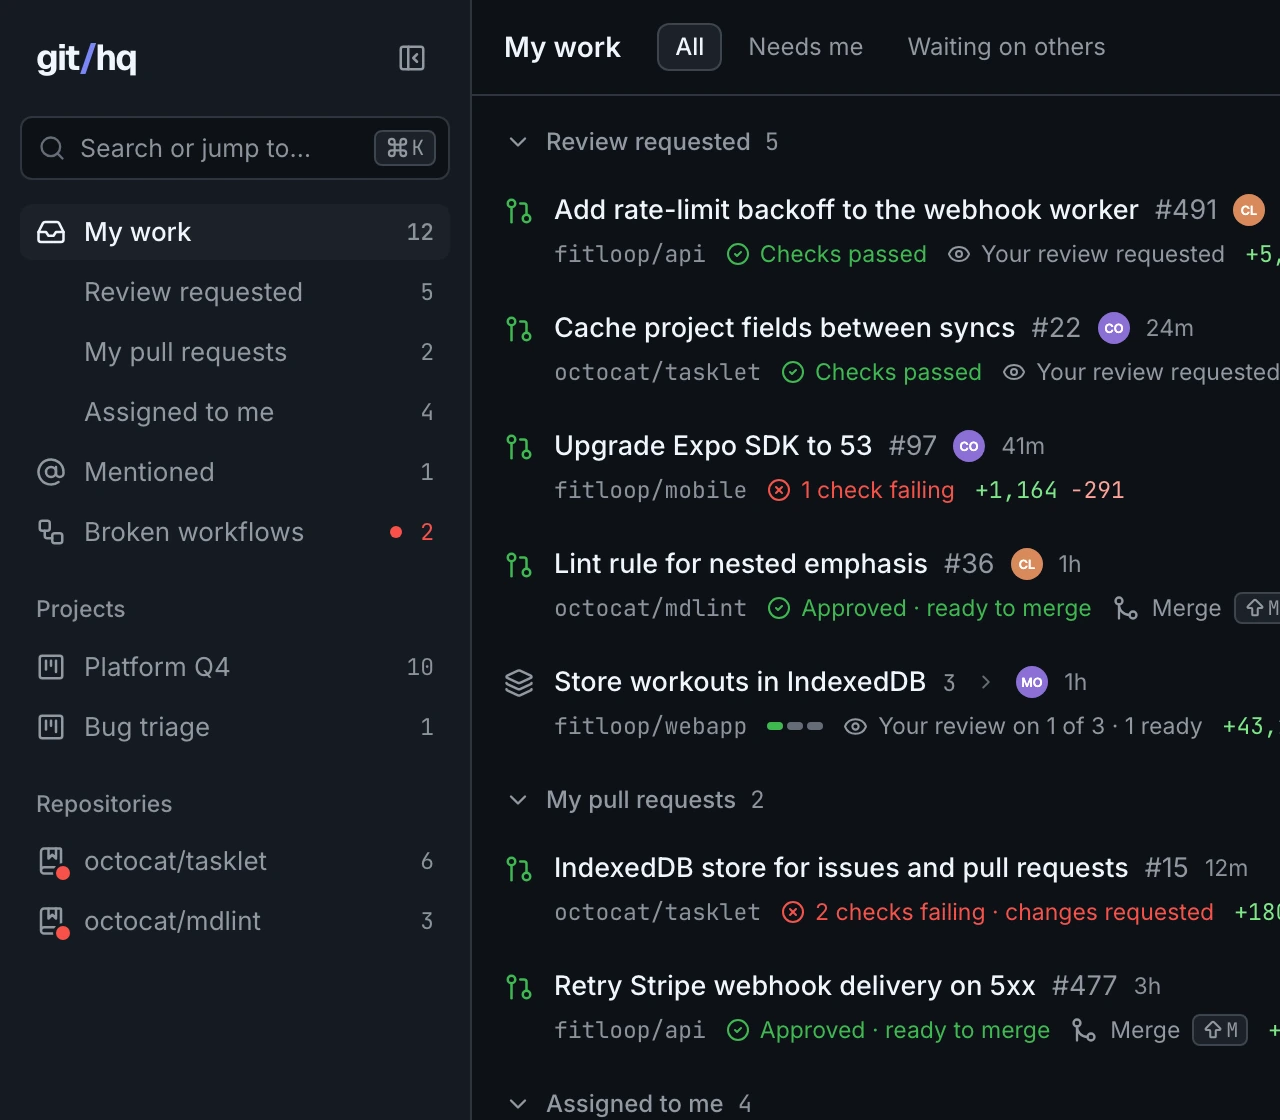 git/hq
Search or jump to... ⌘K
My work 12
Review requested 5
My pull requests 2
Assigned to me 4
Mentioned 1
Broken workflows 2
Projects
Platform Q4 10
Bug triage 1
Repositories
octocat/tasklet 6
octocat/mdlint 3
My work All Needs me Waiting on others
Review requested 5
Add rate-limit backoff to the webhook worker #491 CL
fitloop/api Checks passed Your review requested +5,
Cache project fields between syncs #22 CO 24m
octocat/tasklet Checks passed Your review requested
Upgrade Expo SDK to 53 #97 CO 41m
fitloop/mobile 1 check failing +1,164 -291
Lint rule for nested emphasis #36 CL 1h
octocat/mdlint Approved · ready to merge Merge ⇧M
Store workouts in IndexedDB 3 > MO 1h
fitloop/webapp Your review on 1 of 3 · 1 ready +43,
My pull requests 2
IndexedDB store for issues and pull requests #15 12m
octocat/tasklet 2 checks failing · changes requested +180
Retry Stripe webhook delivery on 5xx #477 3h
fitloop/api Approved · ready to merge Merge ⇧M +
Assigned to me 4